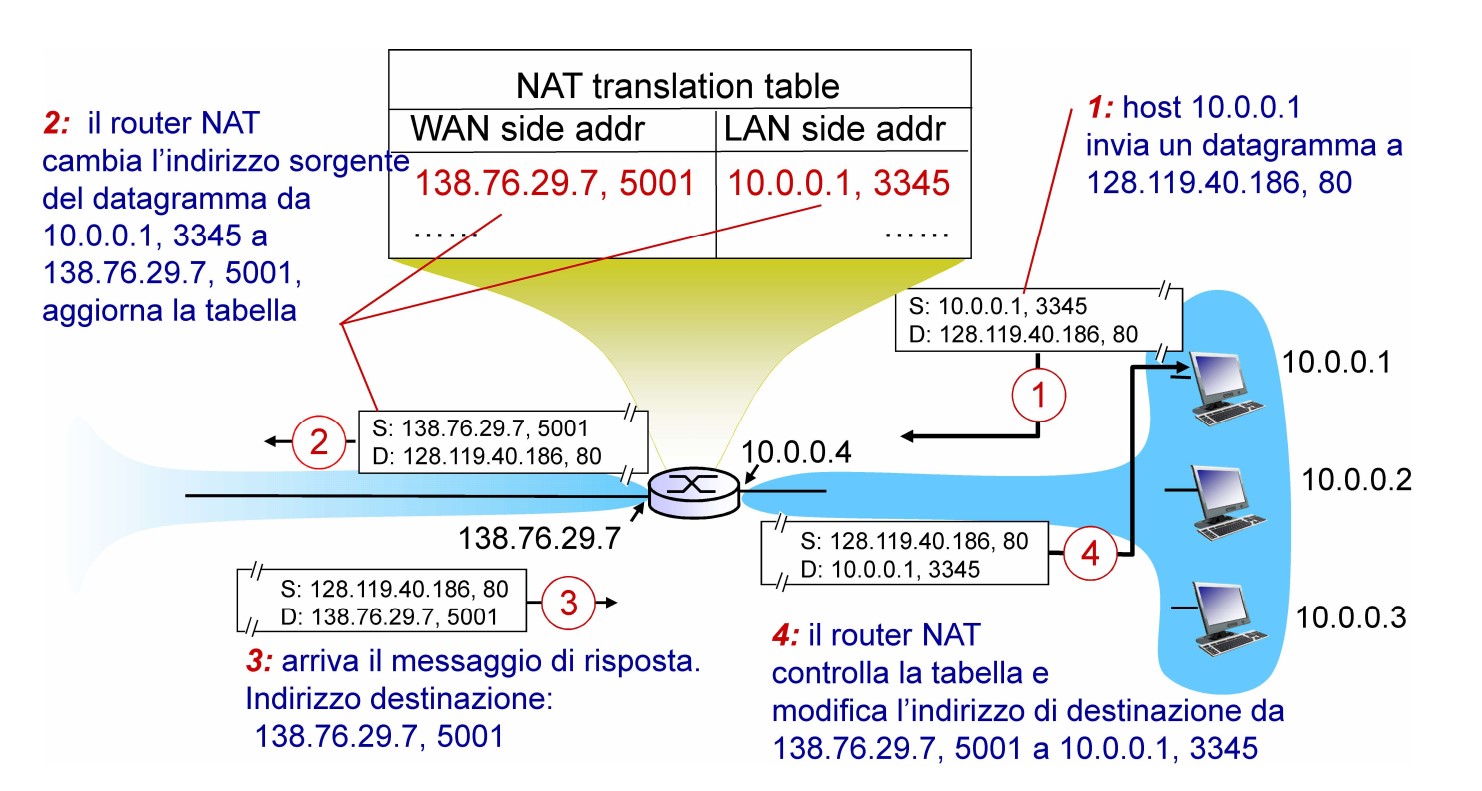 NAT translation table
WAN side addr
LAN side addr
138.76.29.7, 5001
10.0.0.1, 3345
……
……
1: host 10.0.0.1
invia un datagramma a
128.119.40.186, 80
2: il router NAT
cambia l'indirizzo sorgente
del datagramma da
10.0.0.1, 3345 a
138.76.29.7, 5001,
aggiorna la tabella
S: 10.0.0.1, 3345
D: 128.119.40.186, 80
1
10.0.0.1
S: 138.76.29.7, 5001
D: 128.119.40.186, 80
2
10.0.0.4
10.0.0.2
138.76.29.7
S: 128.119.40.186, 80
D: 10.0.0.1, 3345
4
S: 128.119.40.186, 80
D: 138.76.29.7, 5001
3
10.0.0.3
3: arriva il messaggio di risposta.
Indirizzo destinazione:
138.76.29.7, 5001
4: il router NAT
controlla la tabella e
modifica l'indirizzo di destinazione da
138.76.29.7, 5001 a 10.0.0.1, 3345